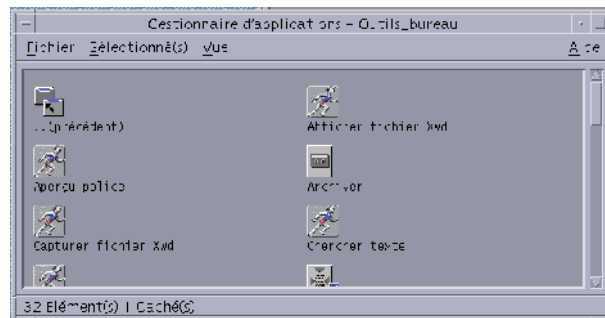 Gestionnaire d'applications – Outils_bureau
Fichier Sélectionné(s) Vue Aide
..(précédent) Afficher fichier Xwd
Aperçu police Archiver
Capturer fichier Xwd Chercher texte
32 Elément(s) 1 Caché(s)